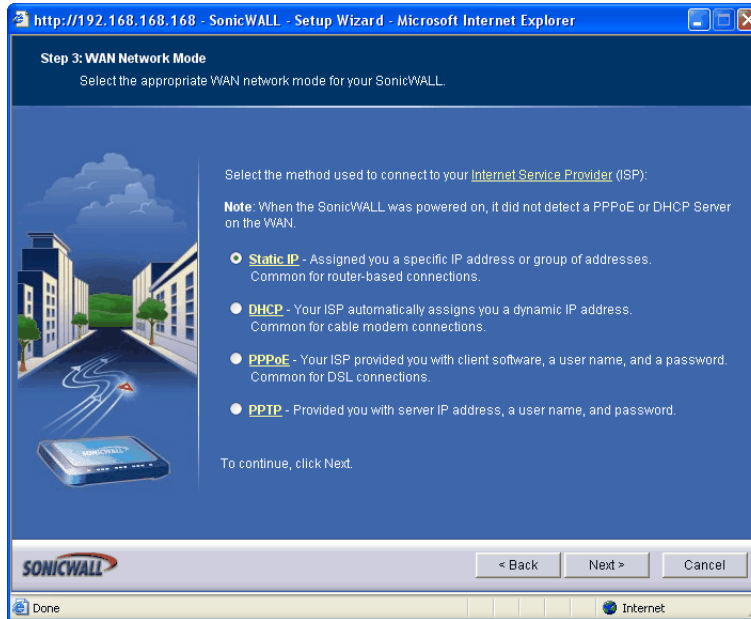 http://192.168.168.168 - SonicWALL - Setup Wizard - Microsoft Internet Explorer
Step 3: WAN Network Mode
Select the appropriate WAN network mode for your SonicWALL.
Select the method used to connect to your Internet Service Provider (ISP):
Note: When the SonicWALL was powered on, it did not detect a PPPoE or DHCP Server
on the WAN.
Static IP - Assigned you a specific IP address or group of addresses.
Common for router-based connections.
DHCP - Your ISP automatically assigns you a dynamic IP address.
Common for cable modem connections.
PPPoE - Your ISP provided you with client software, a user name, and a password.
Common for DSL connections.
PPTP - Provided you with server IP address, a user name, and password.
SONICWALL
To continue, click Next.
SONICWALL
< Back
Next >
Cancel
Done
Internet